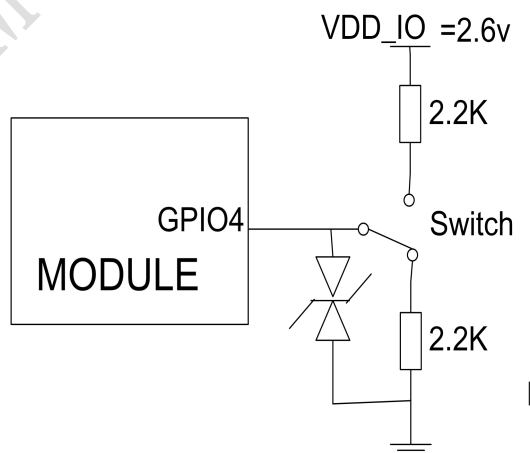 VDD_IO =2.6v
2.2K
GPIO4
Switch
MODULE
2.2K